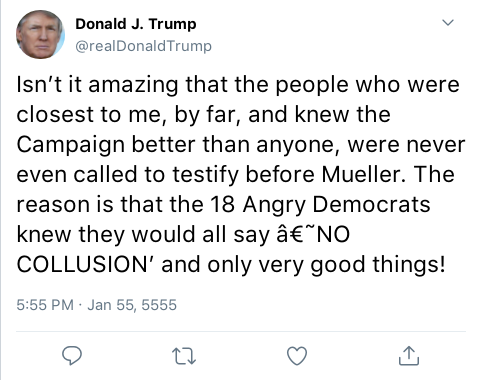 Donald J. Trump
@realDonaldTrump
Isn’t it amazing that the people who were
closest to me, by far, and knew the
Campaign better than anyone, were never
even called to testify before Mueller. The
reason is that the 18 Angry Democrats
knew they would all say â€˜NO
COLLUSION’ and only very good things!
5:55 PM · Jan 55, 5555